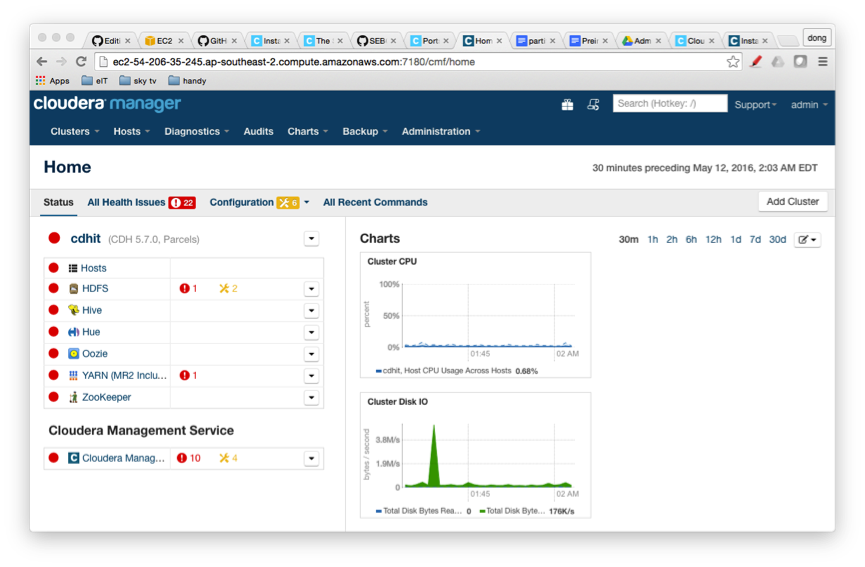 Editi × EC2 × GitH × Insta × The × SEB × Port × Hom × parti × Prei × Adm × Clou × Insta × dong
ec2-54-206-35-245.ap-southeast-2.compute.amazonaws.com:7180/cmf/home
Apps eIT sky tv handy
cloudera manager Search (Hotkey: /) Support admin
Clusters Hosts Diagnostics Audits Charts Backup Administration
Home 30 minutes preceding May 12, 2016, 2:03 AM EDT
Status All Health Issues 22 Configuration 6 All Recent Commands Add Cluster
cdhit (CDH 5.7.0, Parcels)
Hosts
HDFS 1 2
Hive
Hue
Oozie
YARN (MR2 Inclu... 1
ZooKeeper
Cloudera Management Service
Cloudera Manag... 10 4
Charts 30m 1h 2h 6h 12h 1d 7d 30d
Cluster CPU
percent
100%
50%
0%
01:45 02 AM
cdhit, Host CPU Usage Across Hosts 0.68%
Cluster Disk IO
bytes / second
3.8M/s
1.9M/s
0
01:45 02 AM
Total Disk Bytes Rea... 0 Total Disk Byte... 176K/s